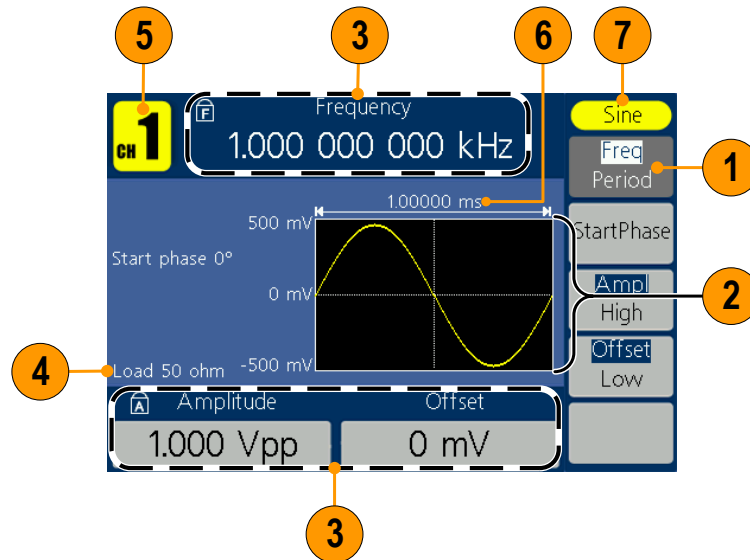 5
3
6
7
F
Frequency
Sine
CH 1
1.000 000 000 kHz
Freq
Period
1
1.00000 ms
500 mV
StartPhase
Start phase 0°
0 mV
Ampl
High
2
Offset
Low
4
Load 50 ohm
-500 mV
A
Amplitude
Offset
1.000 Vpp
0 mV
3